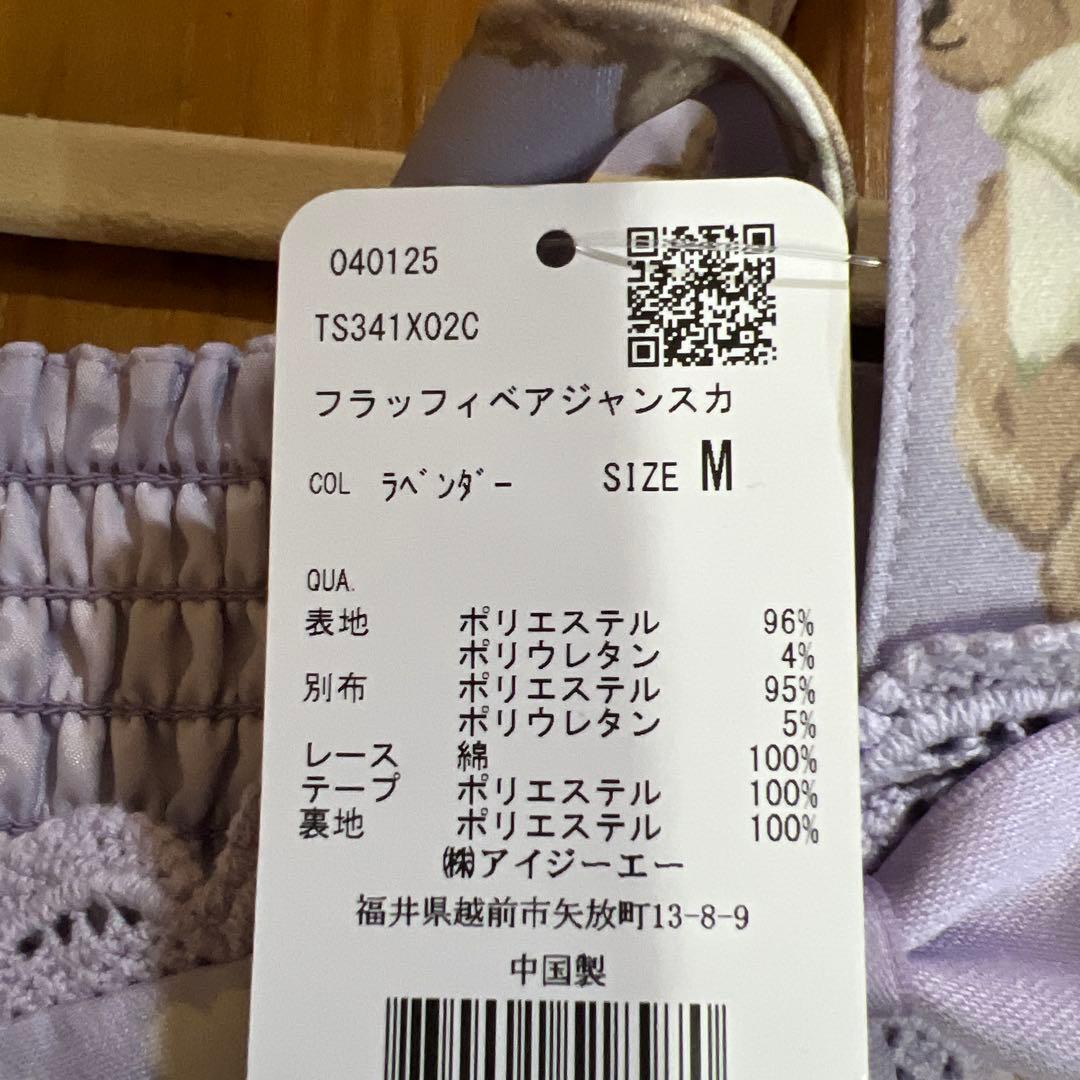 040125
TS341X02C
フラッフィベアジャンスカ
COL ﾗﾍﾞﾝﾀﾞｰ SIZE M
QUA.
表地 ポリエステル 96%
ポリウレタン 4%
別布 ポリエステル 95%
ポリウレタン 5%
レース 綿 100%
テープ ポリエステル 100%
裏地 ポリエステル 100%
㈱アイジーエー
福井県越前市矢放町13-8-9
中国製